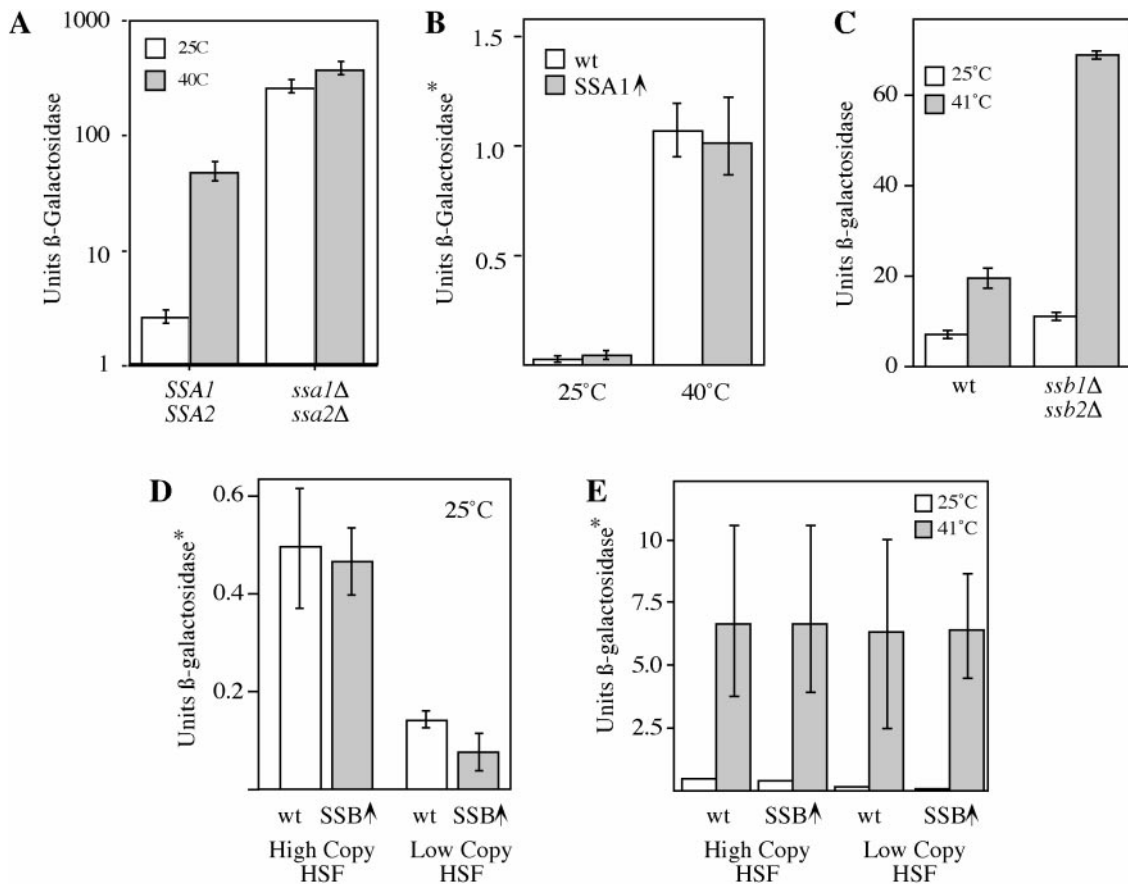 A
Units ß-Galactosidase
1000
100
10
1
25C
40C
SSA1 ssa1Δ
SSA2 ssa2Δ
B
Units ß-Galactosidase*
1.5
1.0
0.5
wt
SSA1↑
25°C 40°C
C
Units ß-galactosidase
60
40
20
0
25°C
41°C
wt ssb1Δ
ssb2Δ
D
Units ß-galactosidase*
0.6
0.4
0.2
25°C
wt SSB↑ wt SSB↑
High Copy Low Copy
HSF HSF
E
Units ß-galactosidase*
10
7.5
5.0
2.5
25°C
41°C
wt SSB↑ wt SSB↑
High Copy Low Copy
HSF HSF